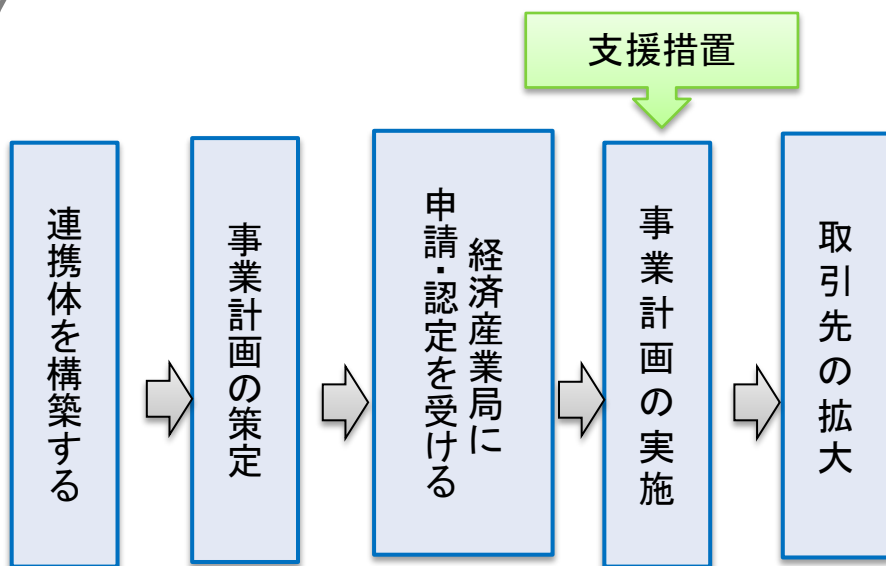 支援措置
連携体を構築する
事業計画の策定
経済産業局に
申請・認定を受ける
事業計画の実施
取引先の拡大